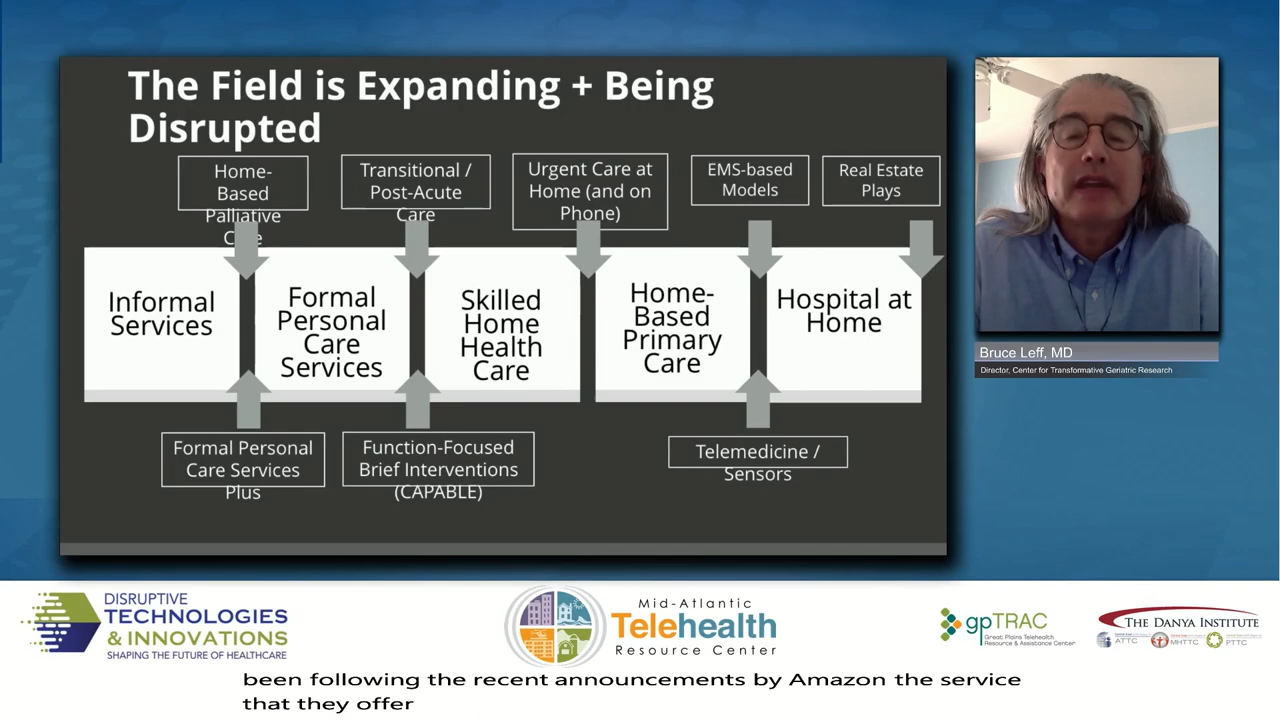 The Field is Expanding + Being
Disrupted
Home-
Based
Palliative
Care
Transitional /
Post-Acute
Care
Urgent Care at
Home (and on
Phone)
EMS-based
Models
Real Estate
Plays
Informal
Services
Formal
Personal
Care
Services
Skilled
Home
Health
Care
Home-
Based
Primary
Care
Hospital at
Home
Formal Personal
Care Services
Plus
Function-Focused
Brief Interventions
(CAPABLE)
Telemedicine /
Sensors
Bruce Leff, MD
Director, Center for Transformative Geriatric Research
DISRUPTIVE
TECHNOLOGIES
& INNOVATIONS
SHAPING THE FUTURE OF HEALTHCARE
Mid-Atlantic
Telehealth
Resource Center
gpTRAC
Great Plains Telehealth
Resource & Assistance Center
THE DANYA INSTITUTE
ATTC
MHTTC
PTTC
been following the recent announcements by Amazon the service
that they offer